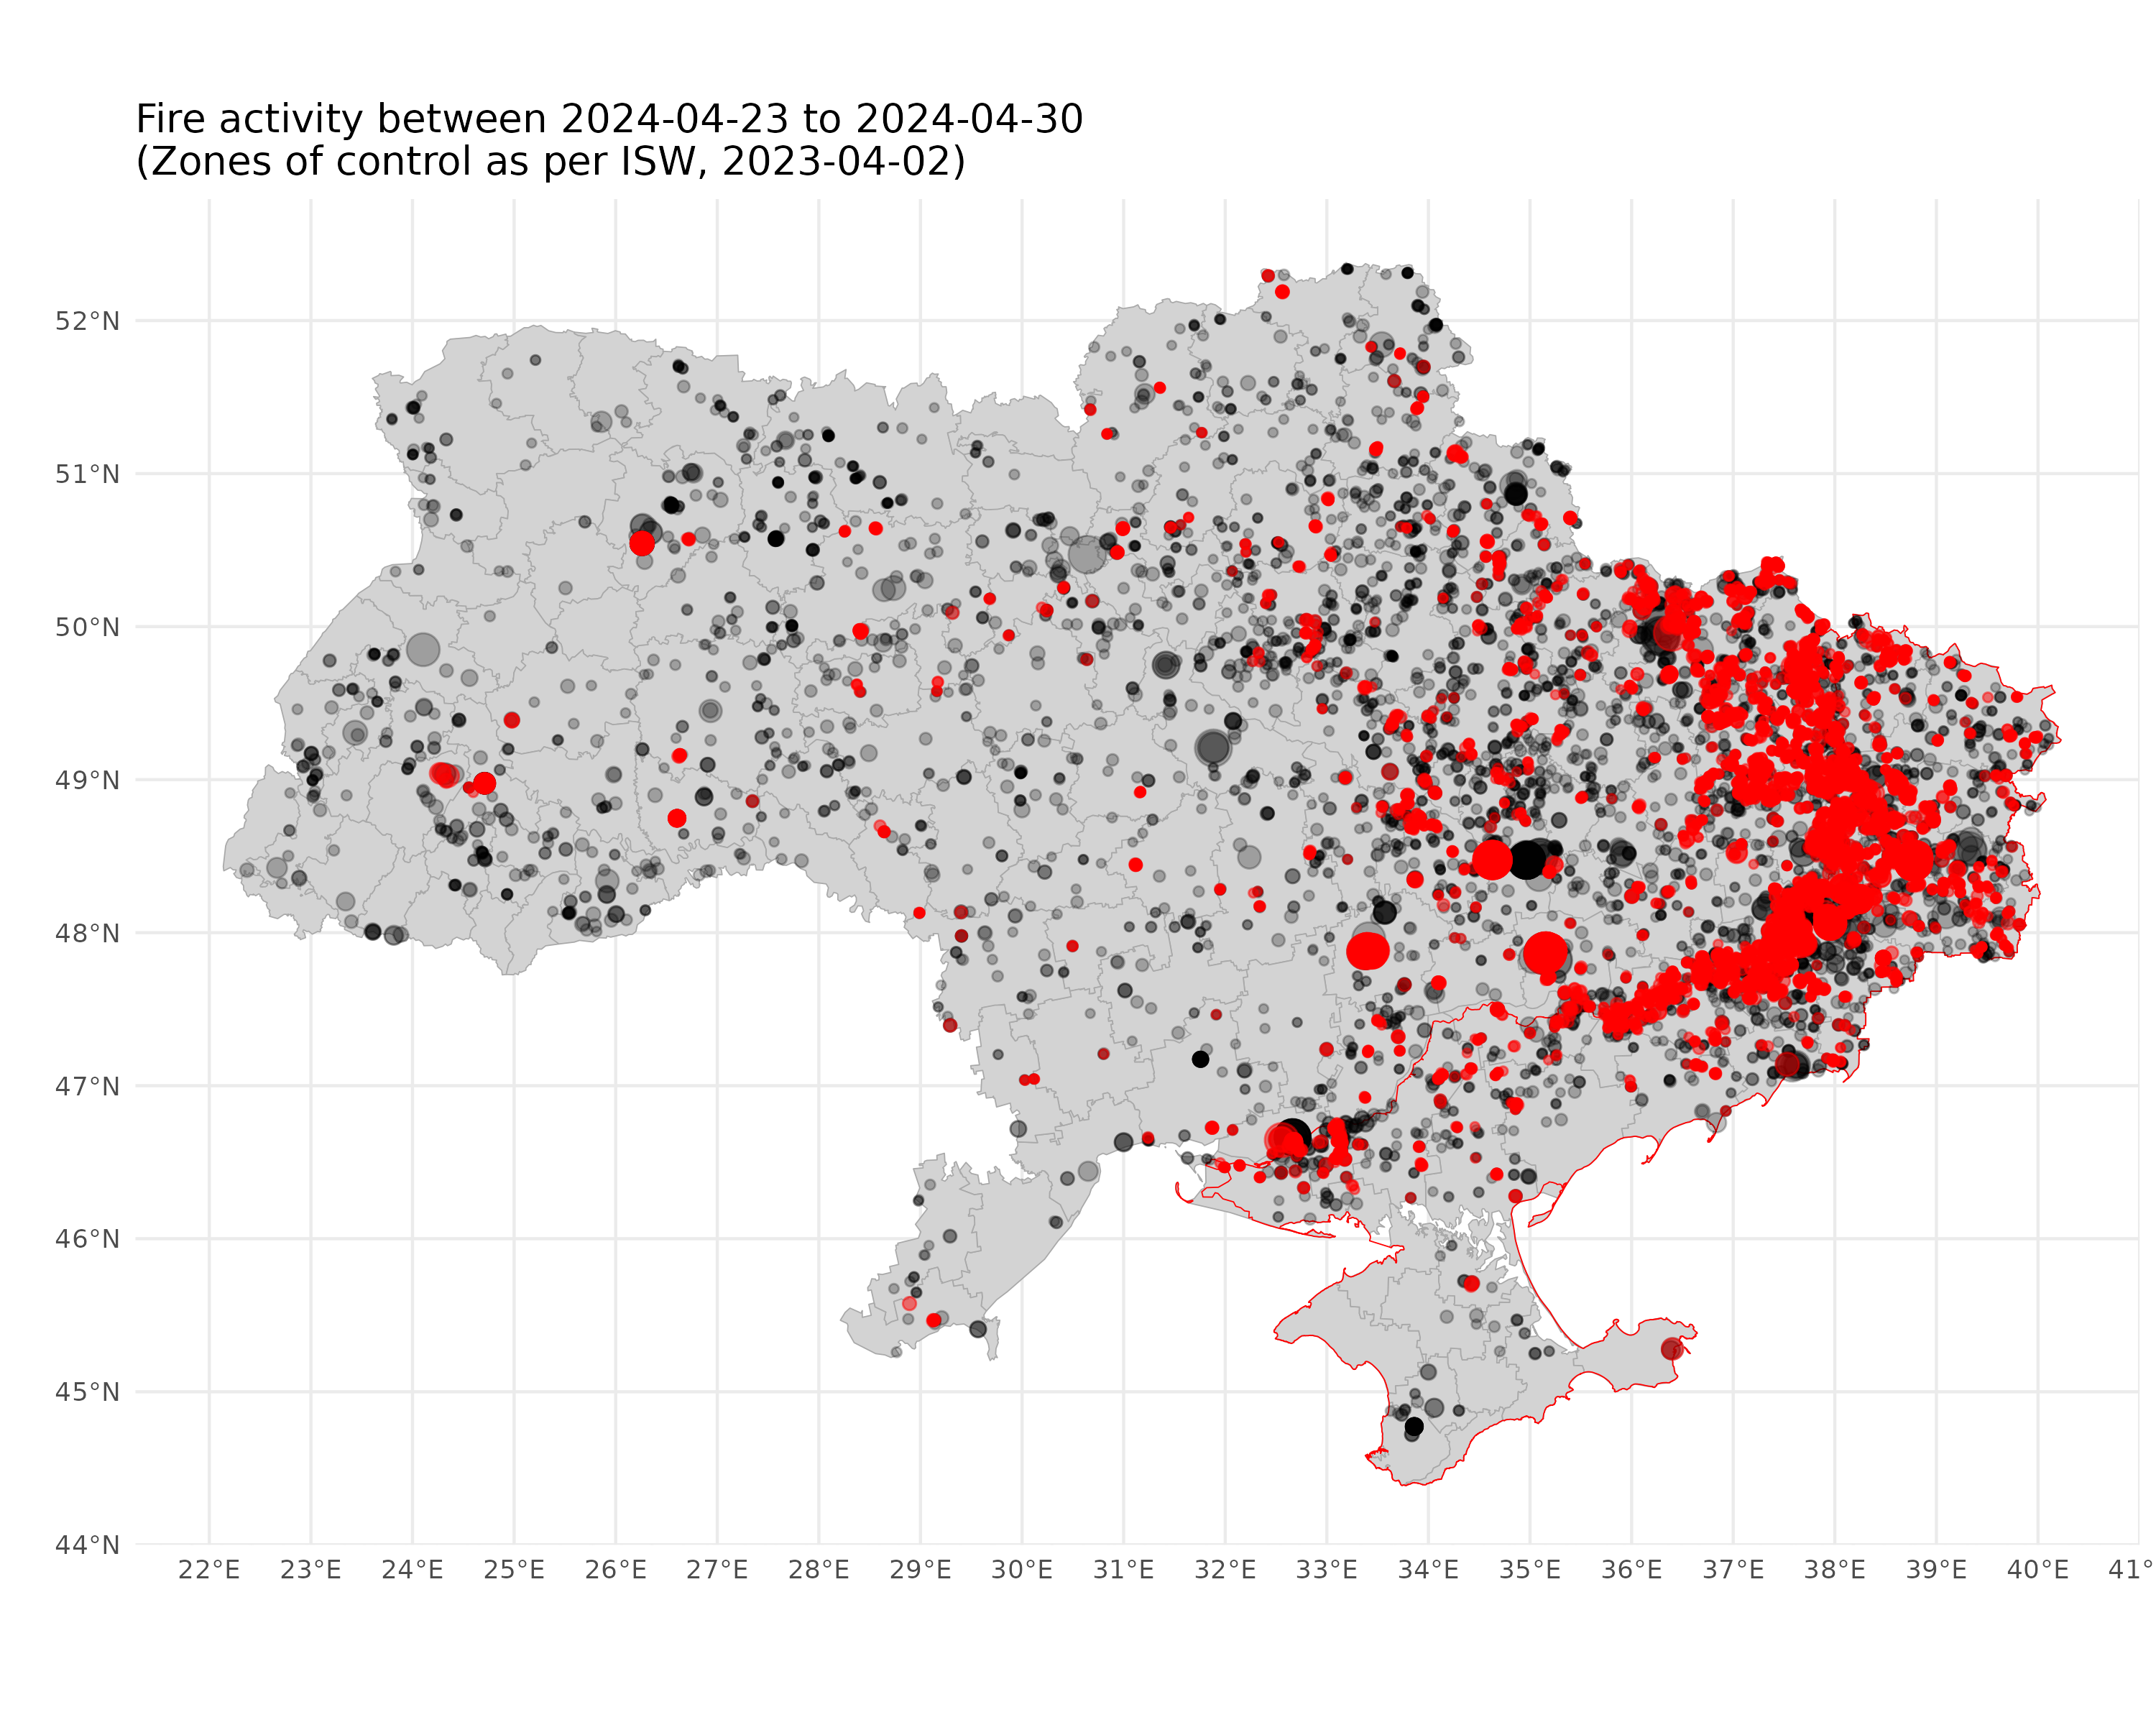 Fire activity between 2024-04-23 to 2024-04-30
(Zones of control as per ISW, 2023-04-02)
52°N
51°N
50°N
49°N
48°N
47°N
46°N
45°N
44°N
22°E 23°E 24°E 25°E 26°E 27°E 28°E 29°E 30°E 31°E 32°E 33°E 34°E 35°E 36°E 37°E 38°E 39°E 40°E 41°